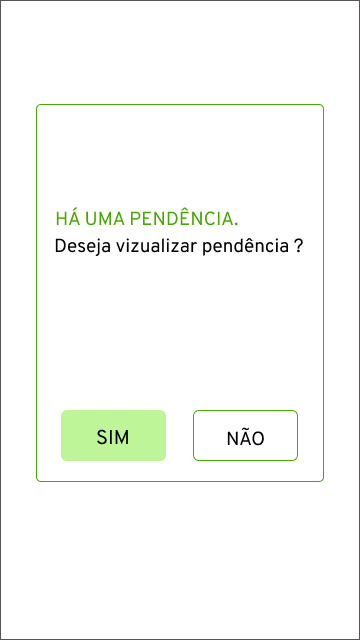 HÁ UMA PENDÊNCIA.
Deseja vizualizar pendência ?
SIM
NÃO